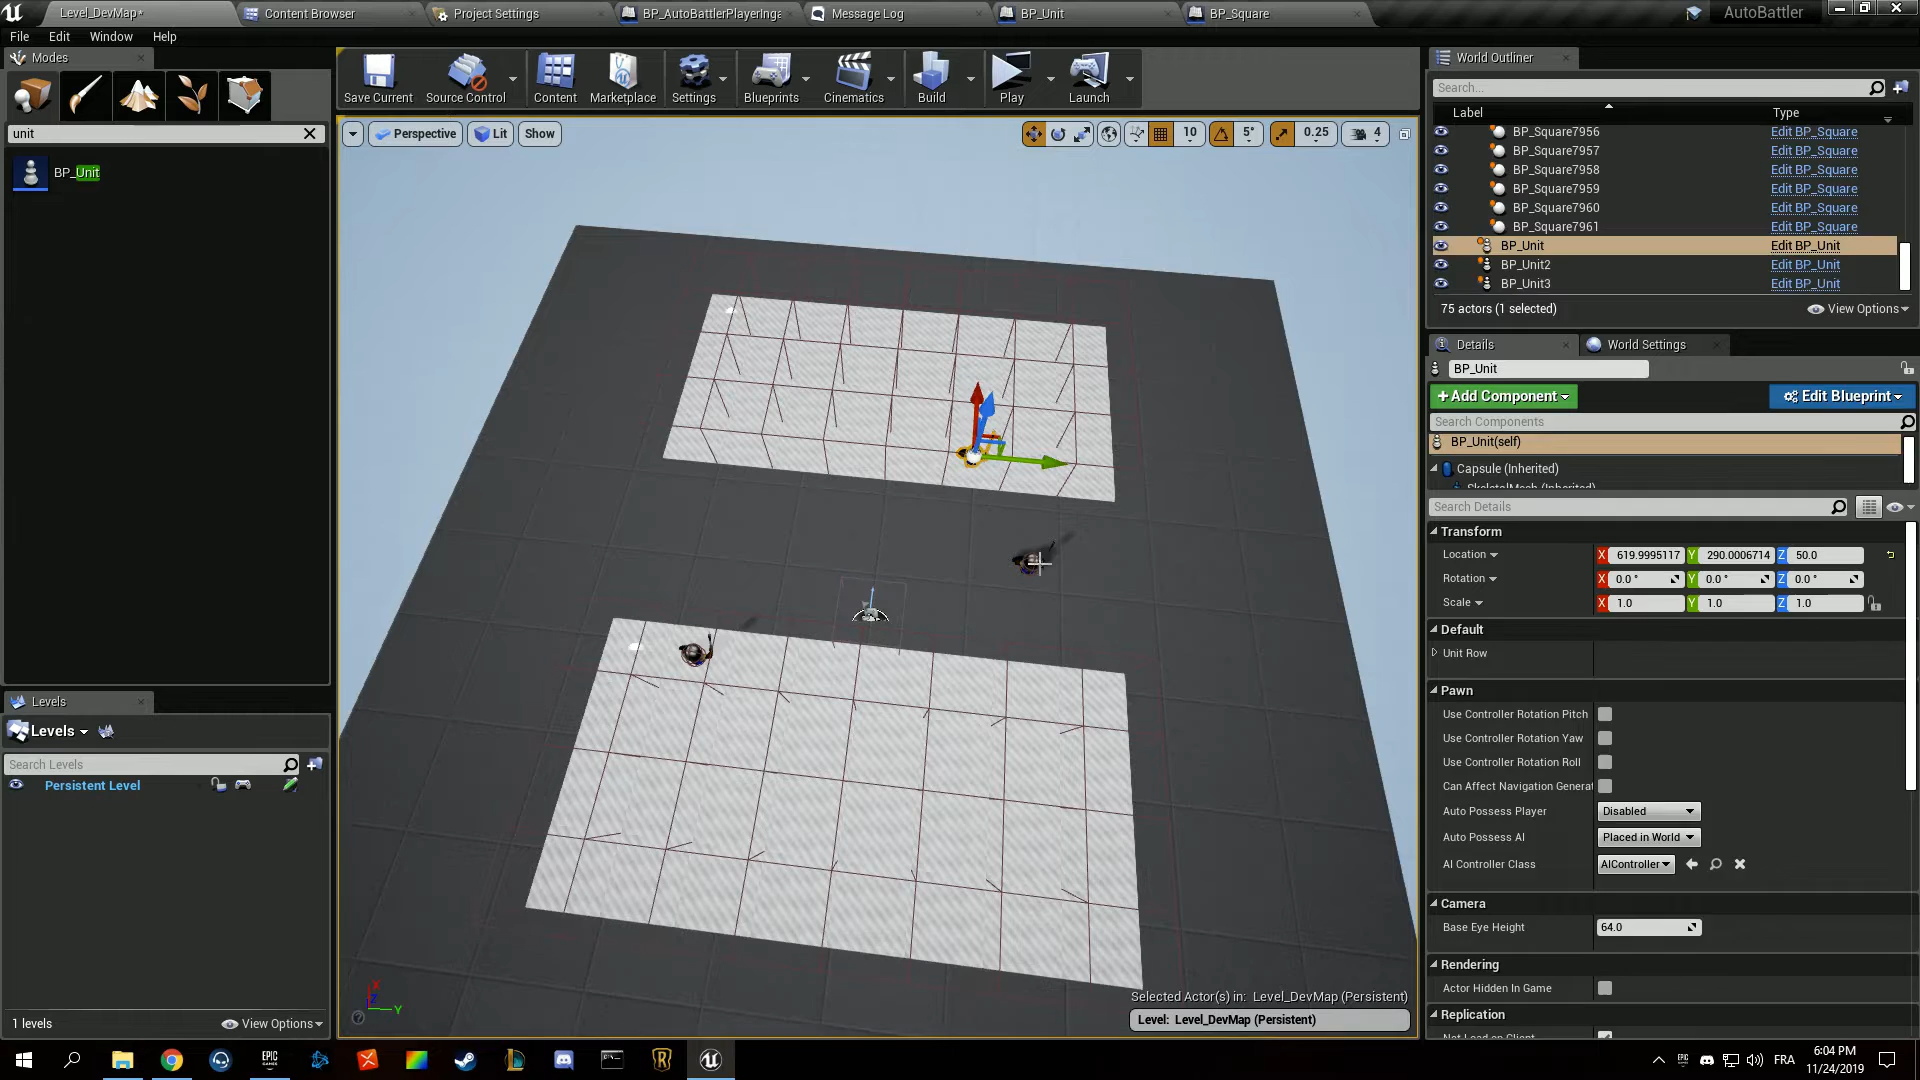 Level_DevMap*
Content Browser
Project Settings
BP_AutoBattlerPlayerInga
Message Log
BP_Unit
BP_Square
AutoBattler
File
Edit
Window
Help
Modes
unit
BP_Unit
Levels
Levels
Search Levels
Persistent Level
1 levels
View Options
Save Current
Source Control
Content
Marketplace
Settings
Blueprints
Cinematics
Build
Play
Launch
Perspective
Lit
Show
10
5°
0.25
4
Selected Actor(s) in: Level_DevMap (Persistent)
Level: Level_DevMap (Persistent)
X
Z
Y
World Outliner
Search...
Label
Type
BP_Square7956 Edit BP_Square
BP_Square7957 Edit BP_Square
BP_Square7958 Edit BP_Square
BP_Square7959 Edit BP_Square
BP_Square7960 Edit BP_Square
BP_Square7961 Edit BP_Square
BP_Unit Edit BP_Unit
BP_Unit2 Edit BP_Unit
BP_Unit3 Edit BP_Unit
75 actors (1 selected)
View Options
Details
World Settings
BP_Unit
+Add Component
Edit Blueprint
Search Components
BP_Unit(self)
Capsule (Inherited)
SkeletalMesh (Inherited)
Search Details
Transform
Location X 619.9995117 Y 290.0006714 Z 50.0
Rotation X 0.0 ° Y 0.0 ° Z 0.0 °
Scale X 1.0 Y 1.0 Z 1.0
Default
Unit Row
Pawn
Use Controller Rotation Pitch
Use Controller Rotation Yaw
Use Controller Rotation Roll
Can Affect Navigation Generat
Auto Possess Player Disabled
Auto Possess AI Placed in World
AI Controller Class AIController
Camera
Base Eye Height 64.0
Rendering
Actor Hidden In Game
Replication
Net Load on Client
EPIC GAMES
EPIC
FRA
6:04 PM
11/24/2019